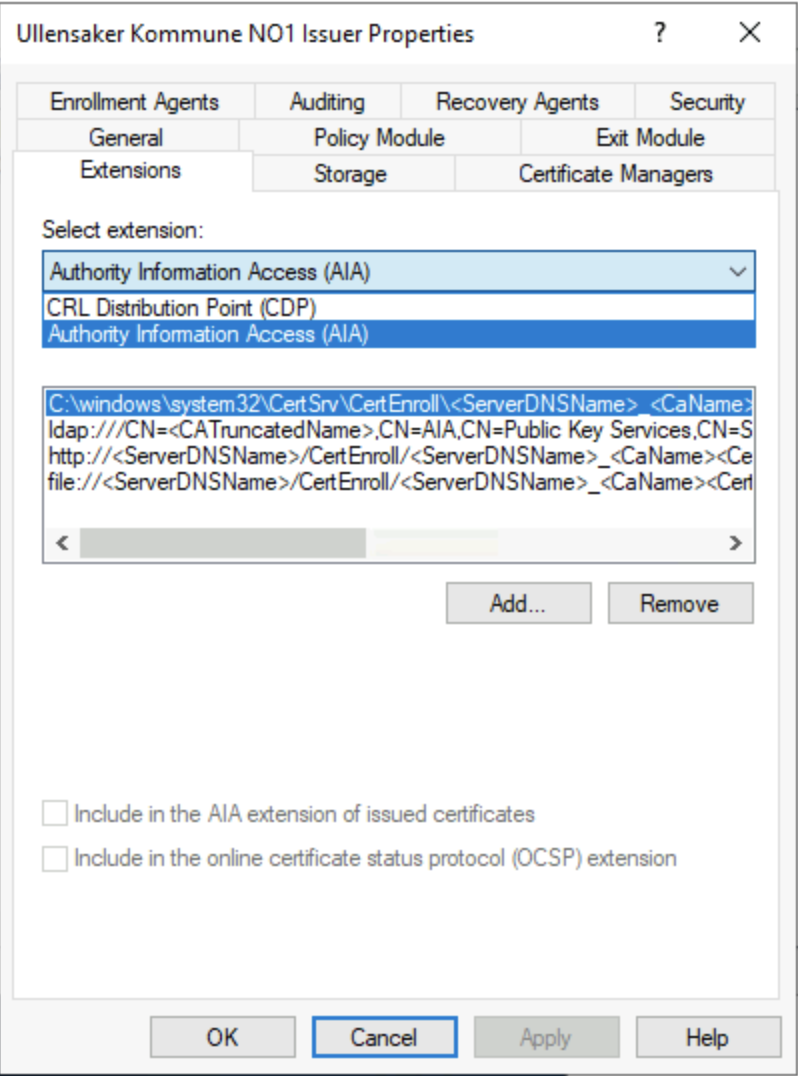 Ullensaker Kommune NO1 Issuer Properties ? 
Enrollment Agents Auditing Recovery Agents Security
General Policy Module Exit Module
Extensions Storage Certificate Managers
Select extension:
Authority Information Access (AIA)
CRL Distribution Point (CDP)
Authority Information Access (AIA)
C:\windows\system32\CertSrv\CertEnroll\<ServerDNSName>_<CaName>
ldap:///CN=<CATruncatedName>,CN=AIA,CN=Public Key Services,CN=S
http://<ServerDNSName>/CertEnroll/<ServerDNSName>_<CaName><Ce
file://<ServerDNSName>/CertEnroll/<ServerDNSName>_<CaName><Cert
Add... Remove
Include in the AIA extension of issued certificates
Include in the online certificate status protocol (OCSP) extension
OK Cancel Apply Help